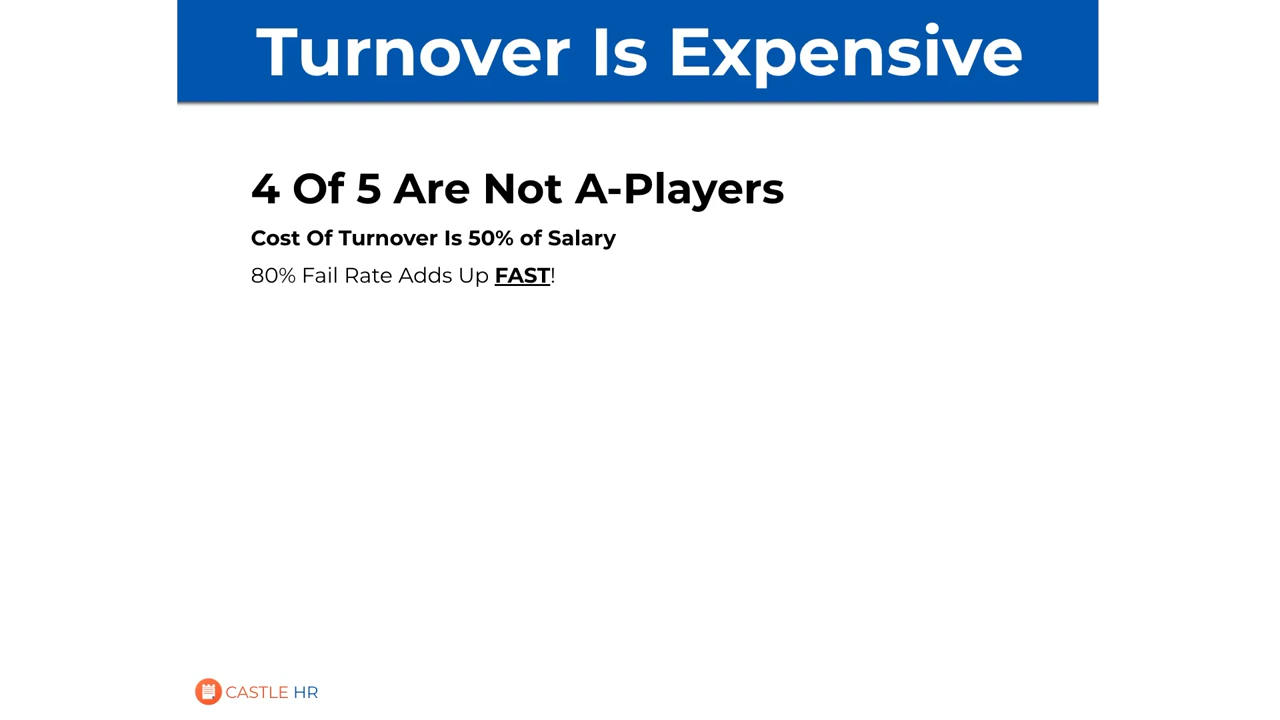 Turnover Is Expensive
4 Of 5 Are Not A-Players
Cost Of Turnover Is 50% of Salary
80% Fail Rate Adds Up FAST!
CASTLE HR